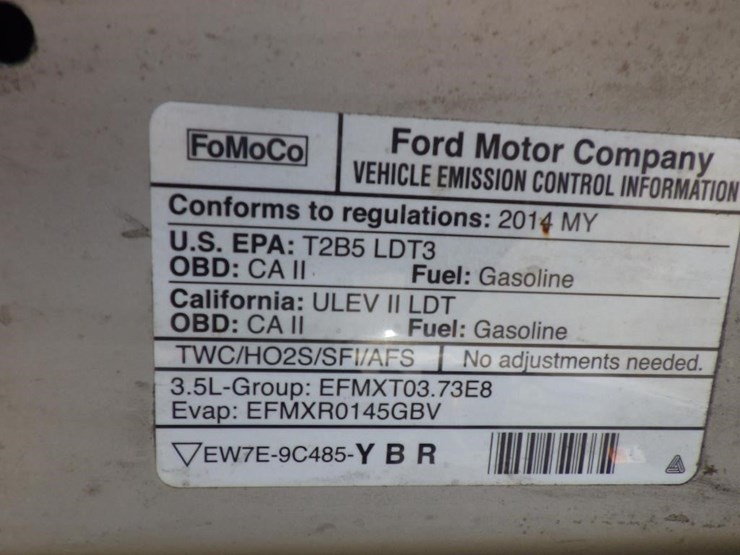 FoMoCo
Ford Motor Company
VEHICLE EMISSION CONTROL INFORMATION
Conforms to regulations: 2014 MY
U.S. EPA: T2B5 LDT3
OBD: CA II Fuel: Gasoline
California: ULEV II LDT
OBD: CA II Fuel: Gasoline
TWC/HO2S/SFI/AFS No adjustments needed.
3.5L-Group: EFMXT03.73E8
Evap: EFMXR0145GBV
EW7E-9C485-Y B R